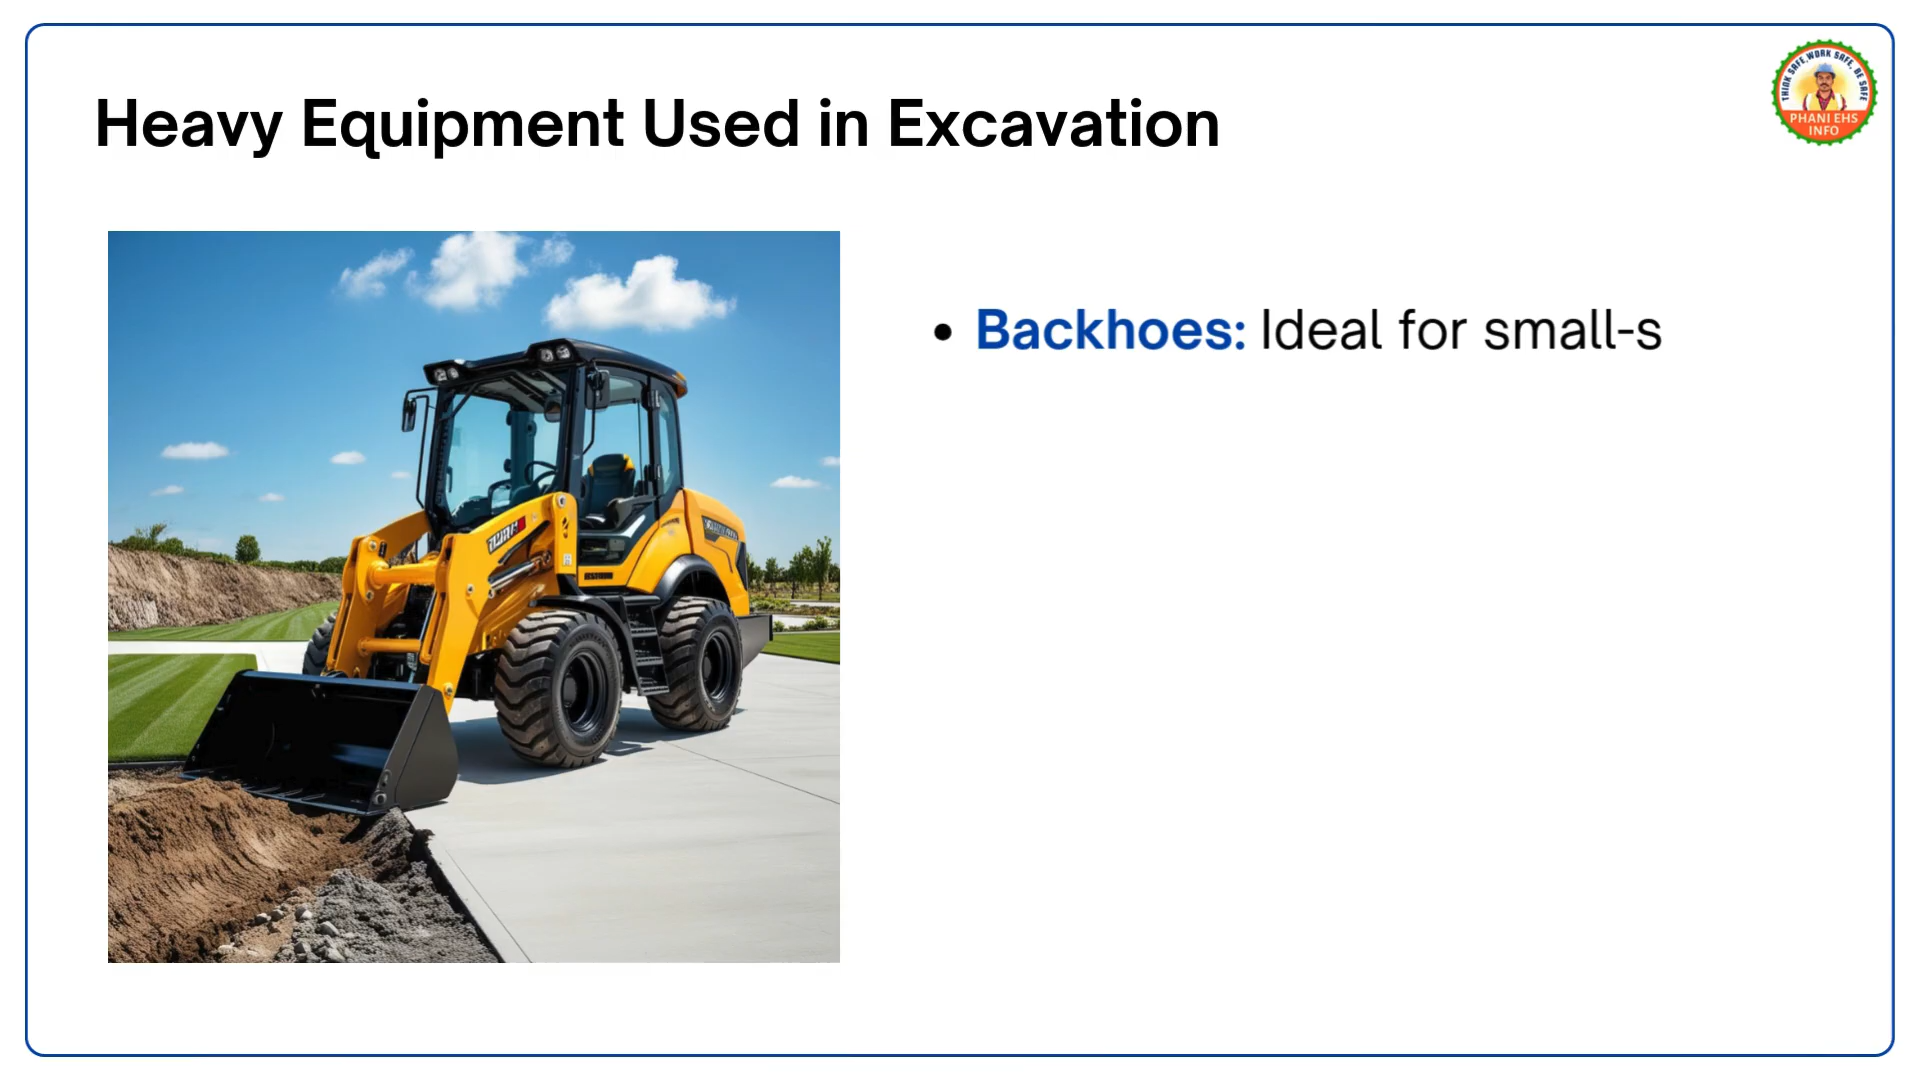 Heavy Equipment Used in Excavation
THINK SAFE, WORK SAFE, BE SAFE
PHANI EHS
INFO
• Backhoes: Ideal for small-s